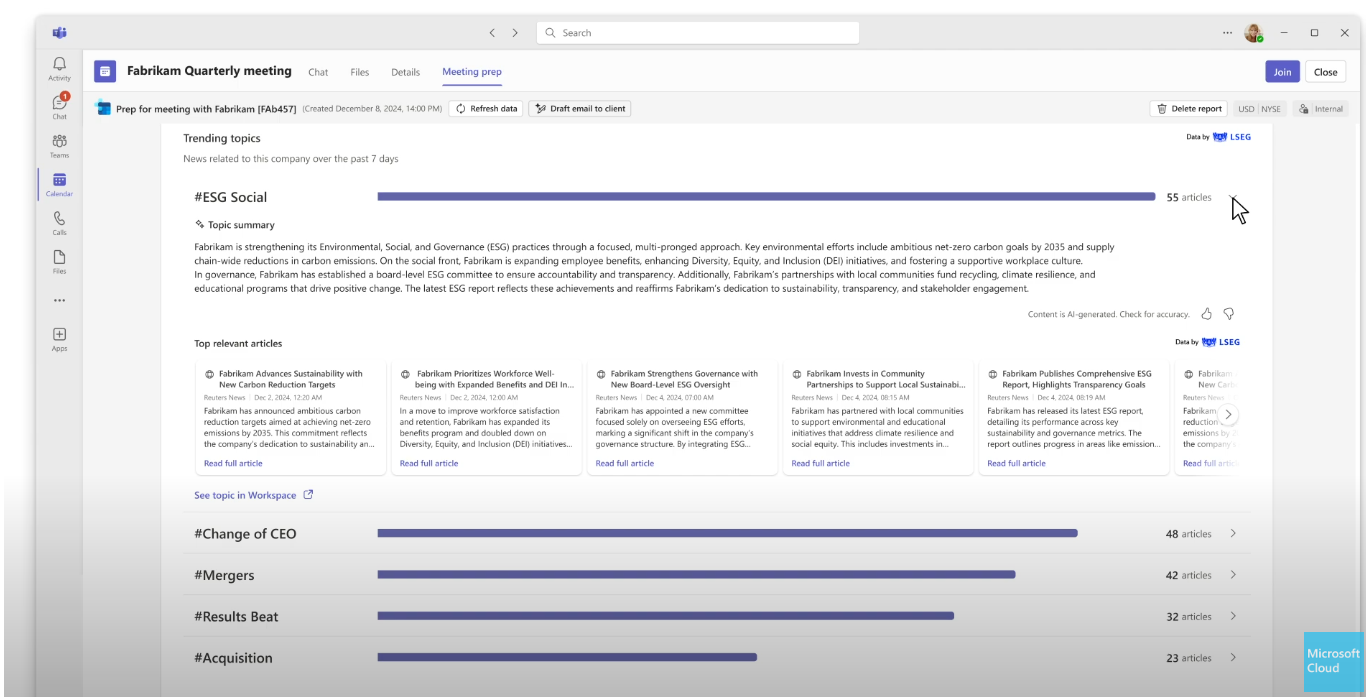 Search
Activity
1
Chat
Teams
Calendar
Calls
Files
Apps
Fabrikam Quarterly meeting Chat Files Details Meeting prep Join Close
Prep for meeting with Fabrikam [FAb457] (Created December 8, 2024, 14:00 PM) Refresh data Draft email to client Delete report USD | NYSE Internal
Trending topics Data by LSEG
News related to this company over the past 7 days
#ESG Social 55 articles
Topic summary
Fabrikam is strengthening its Environmental, Social, and Governance (ESG) practices through a focused, multi-pronged approach. Key environmental efforts include ambitious net-zero carbon goals by 2035 and supply
chain-wide reductions in carbon emissions. On the social front, Fabrikam is expanding employee benefits, enhancing Diversity, Equity, and Inclusion (DEI) initiatives, and fostering a supportive workplace culture.
In governance, Fabrikam has established a board-level ESG committee to ensure accountability and transparency. Additionally, Fabrikam's partnerships with local communities fund recycling, climate resilience, and
educational programs that drive positive change. The latest ESG report reflects these achievements and reaffirms Fabrikam's dedication to sustainability, transparency, and stakeholder engagement.
Content is AI-generated. Check for accuracy.
Top relevant articles Data by LSEG
Fabrikam Advances Sustainability with
New Carbon Reduction Targets
Reuters News | Dec 2, 2024, 12:20 AM
Fabrikam has announced ambitious carbon
reduction targets aimed at achieving net-zero
emissions by 2035. This commitment reflects
the company's dedication to sustainability an...
Read full article
Fabrikam Prioritizes Workforce Well-
being with Expanded Benefits and DEI In...
Reuters News | Dec 2, 2024, 12:00 AM
In a move to improve workforce satisfaction
and retention, Fabrikam has expanded its
benefits program and doubled down on
Diversity, Equity, and Inclusion (DEI) initiatives...
Read full article
Fabrikam Strengthens Governance with
New Board-Level ESG Oversight
Reuters News | Dec 4, 2024, 07:00 AM
Fabrikam has appointed a new committee
focused solely on overseeing ESG efforts,
marking a significant shift in the company's
governance structure. By integrating ESG...
Read full article
Fabrikam Invests in Community
Partnerships to Support Local Sustainabi...
Reuters News | Dec 4, 2024, 08:15 AM
Fabrikam has partnered with local communities
to support environmental and educational
initiatives that address climate resilience and
social equity. This includes investments in...
Read full article
Fabrikam Publishes Comprehensive ESG
Report, Highlights Transparency Goals
Reuters News | Dec 4, 2024, 08:19 AM
Fabrikam has released its latest ESG report,
detailing its performance across key
sustainability and governance metrics. The
report outlines progress in areas like emission...
Read full article
Fabrikam
New
Reuters News
Fabrikam
reduction
emissions by
the company
Read full
See topic in Workspace
#Change of CEO 48 articles
#Mergers 42 articles
#Results Beat 32 articles
#Acquisition 23 articles
Microsoft
Cloud